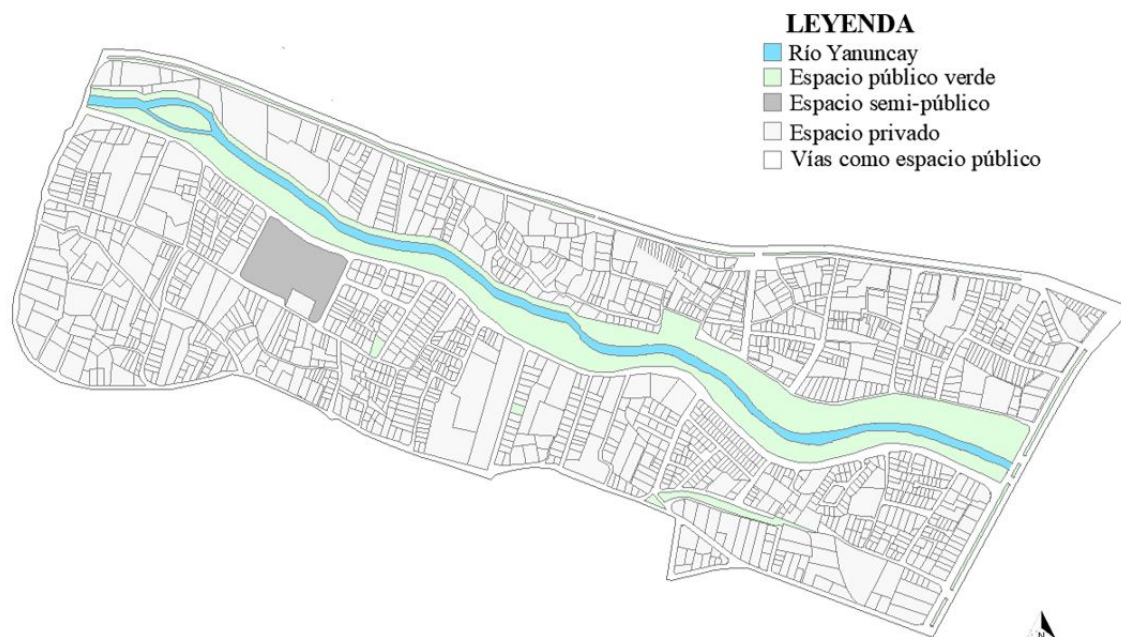 LEYENDA
Río Yanuncay
Espacio público verde
Espacio semi-público
Espacio privado
Vías como espacio público
N